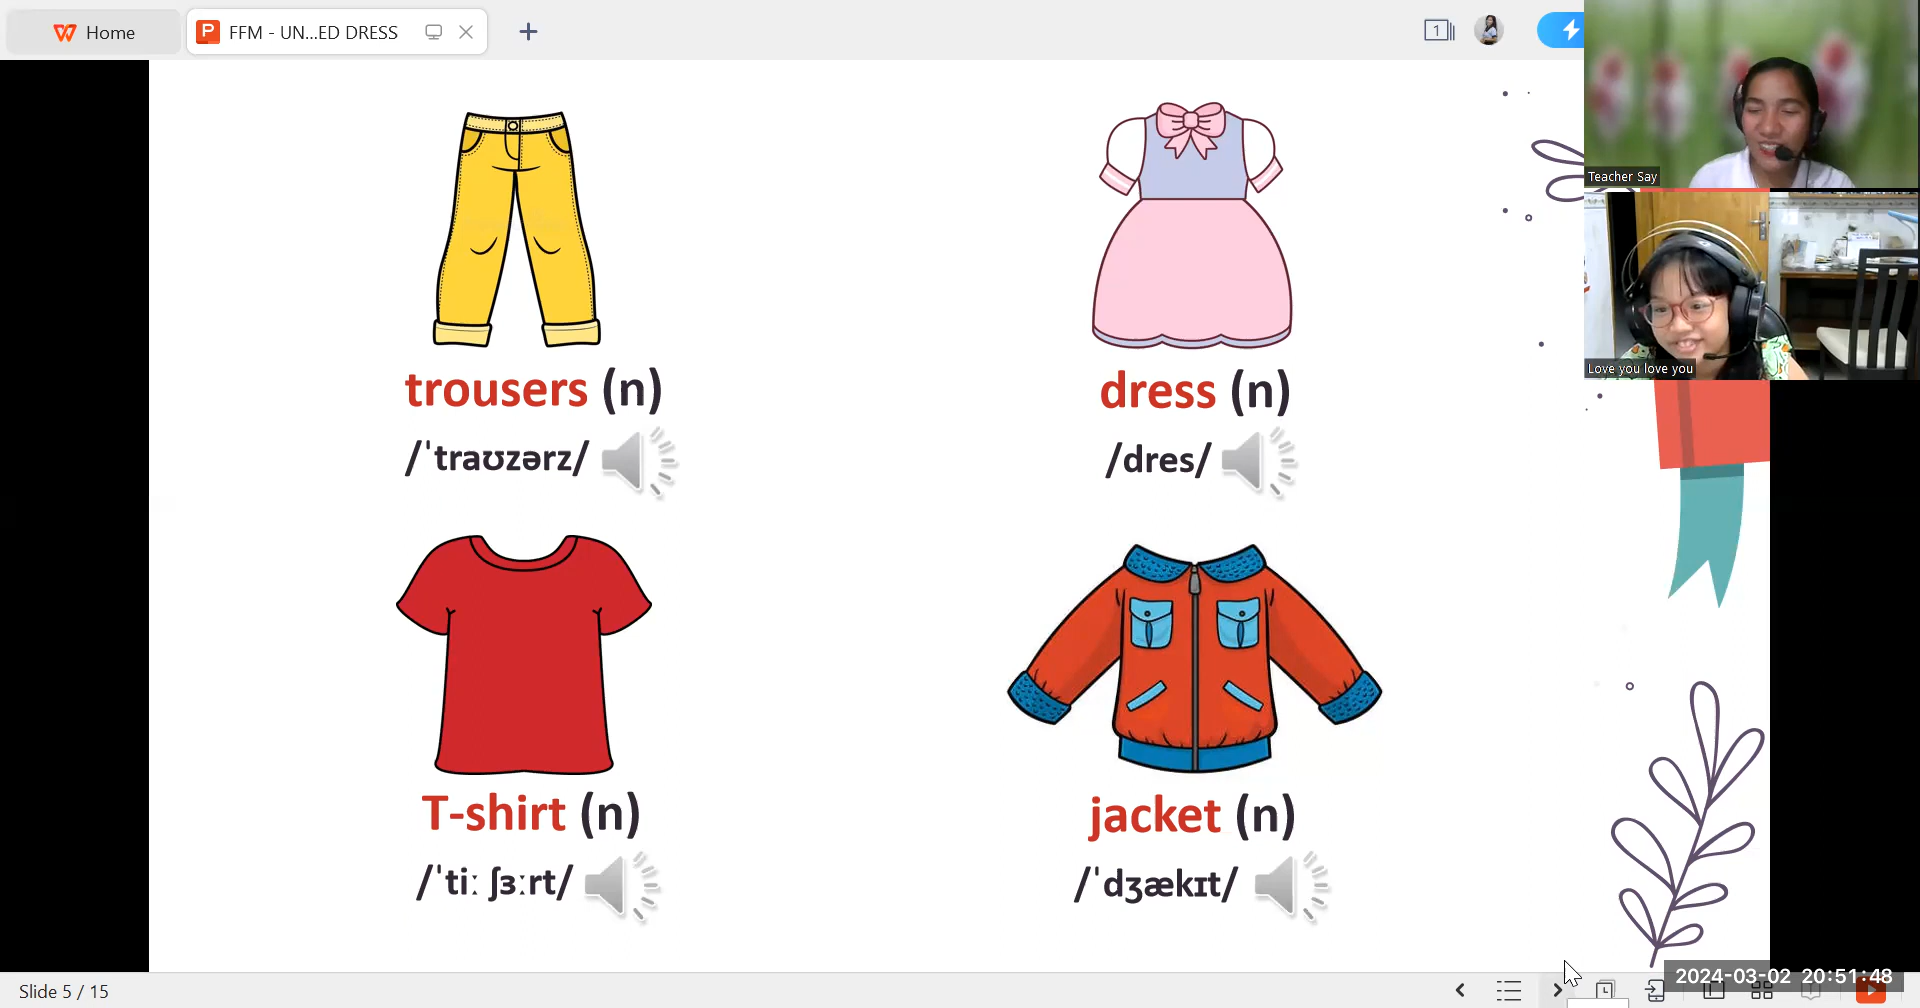 Home
FFM - UN...ED DRESS
1
Teacher Say
Love you love you
trousers (n)
/ˈtraʊzərz/
dress (n)
/dres/
T-shirt (n)
/ˈtiː ʃɜːrt/
jacket (n)
/ˈdʒækɪt/
Slide 5 / 15
2024-03-02 20:51:48